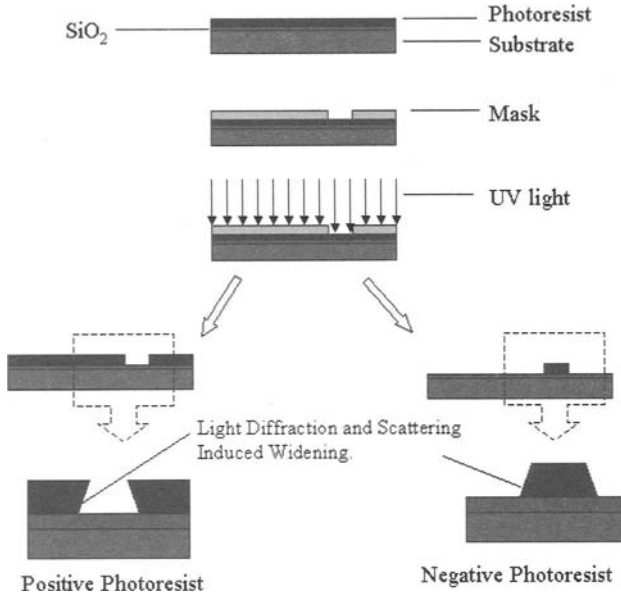 Photoresist
SiO2
Substrate
Mask
UV light
Light Diffraction and Scattering
Induced Widening.
Positive Photoresist
Negative Photoresist